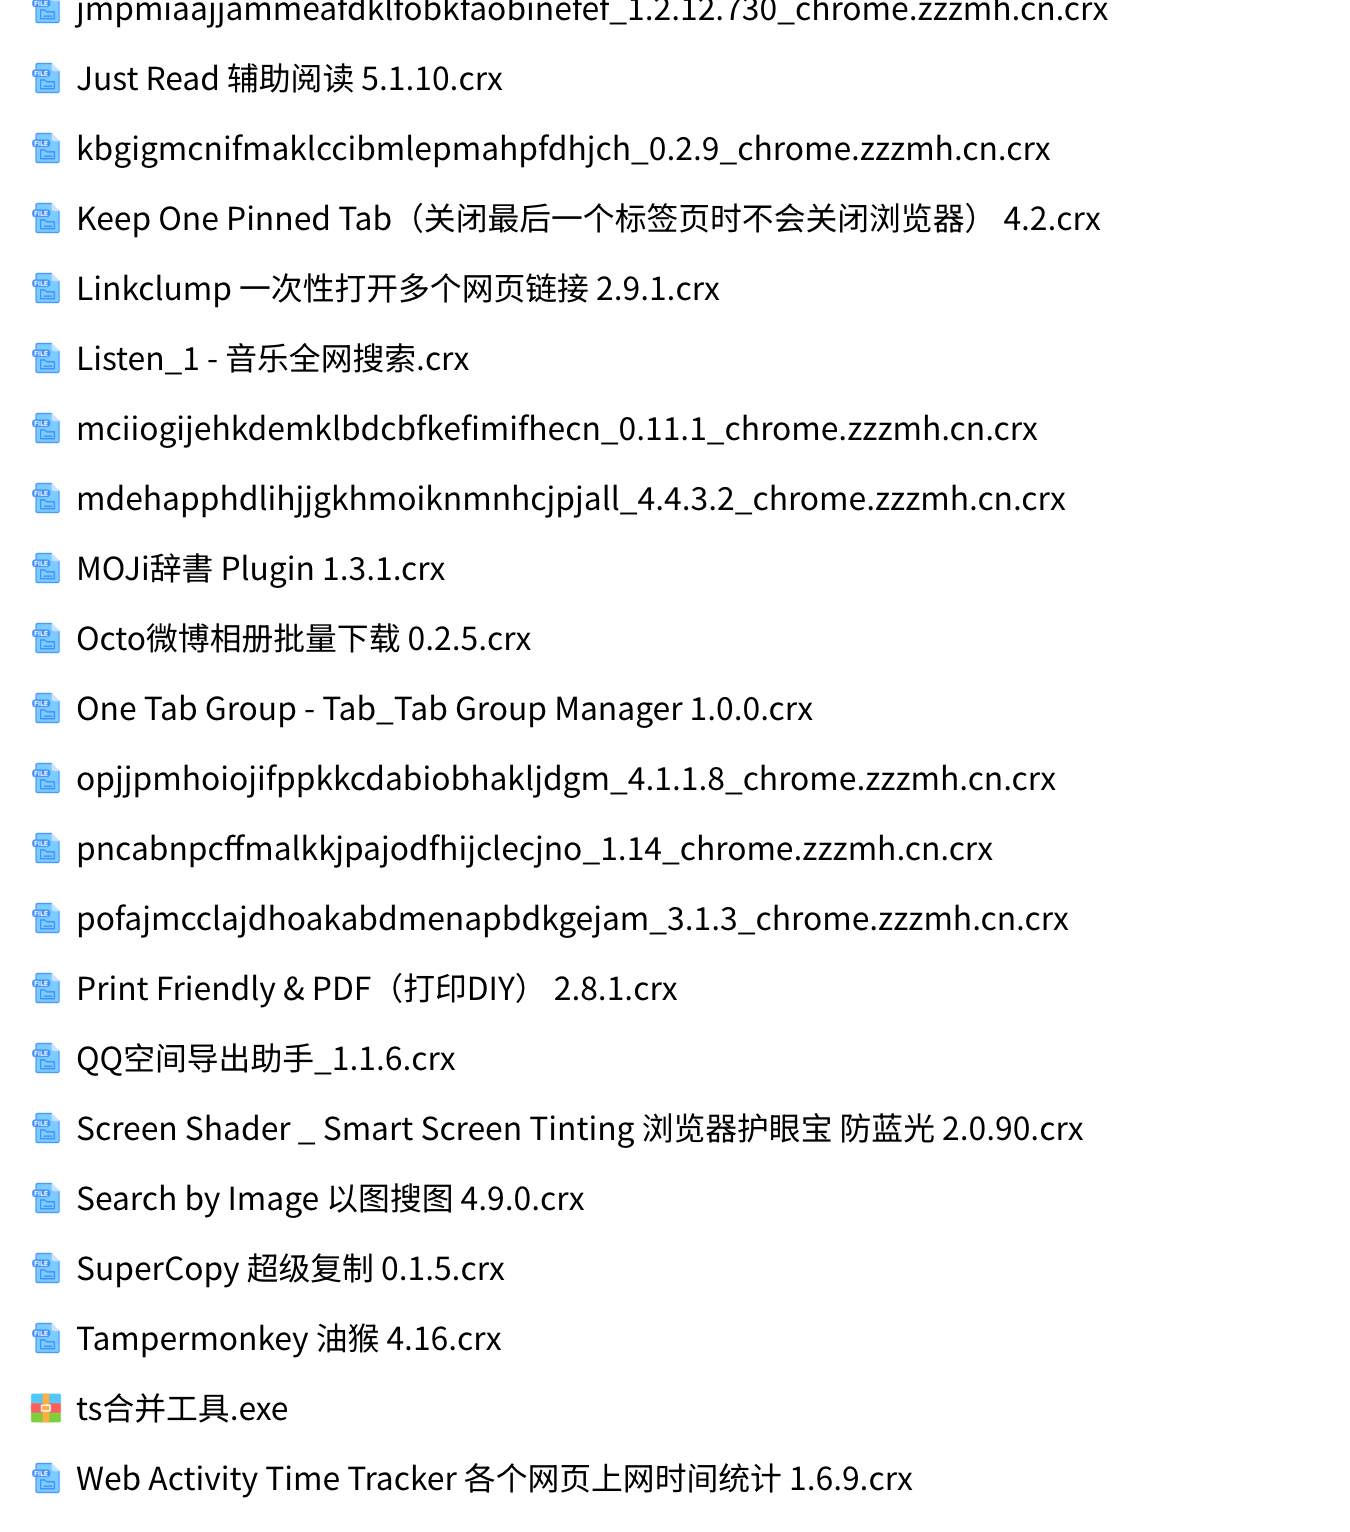 jmpmiaajjammeafdklfobkfaobinefef_1.2.12.730_chrome.zzzmh.cn.crx
Just Read 辅助阅读 5.1.10.crx
kbgigmcnifmaklccibmlepmahpfdhjch_0.2.9_chrome.zzzmh.cn.crx
Keep One Pinned Tab（关闭最后一个标签页时不会关闭浏览器） 4.2.crx
Linkclump 一次性打开多个网页链接 2.9.1.crx
Listen_1 - 音乐全网搜索.crx
mciiogijehkdemklbdcbfkefimifhecn_0.11.1_chrome.zzzmh.cn.crx
mdehapphdlihjjgkhmoiknmnhcjpjall_4.4.3.2_chrome.zzzmh.cn.crx
MOJi辞書 Plugin 1.3.1.crx
Octo微博相册批量下载 0.2.5.crx
One Tab Group - Tab_Tab Group Manager 1.0.0.crx
opjjpmhoiojifppkkcdabiobhakljdgm_4.1.1.8_chrome.zzzmh.cn.crx
pncabnpcffmalkkjpajodfhijclecjno_1.14_chrome.zzzmh.cn.crx
pofajmcclajdhoakabdmenapbdkgejam_3.1.3_chrome.zzzmh.cn.crx
Print Friendly & PDF（打印DIY） 2.8.1.crx
QQ空间导出助手_1.1.6.crx
Screen Shader _ Smart Screen Tinting 浏览器护眼宝 防蓝光 2.0.90.crx
Search by Image 以图搜图 4.9.0.crx
SuperCopy 超级复制 0.1.5.crx
Tampermonkey 油猴 4.16.crx
ts合并工具.exe
Web Activity Time Tracker 各个网页上网时间统计 1.6.9.crx